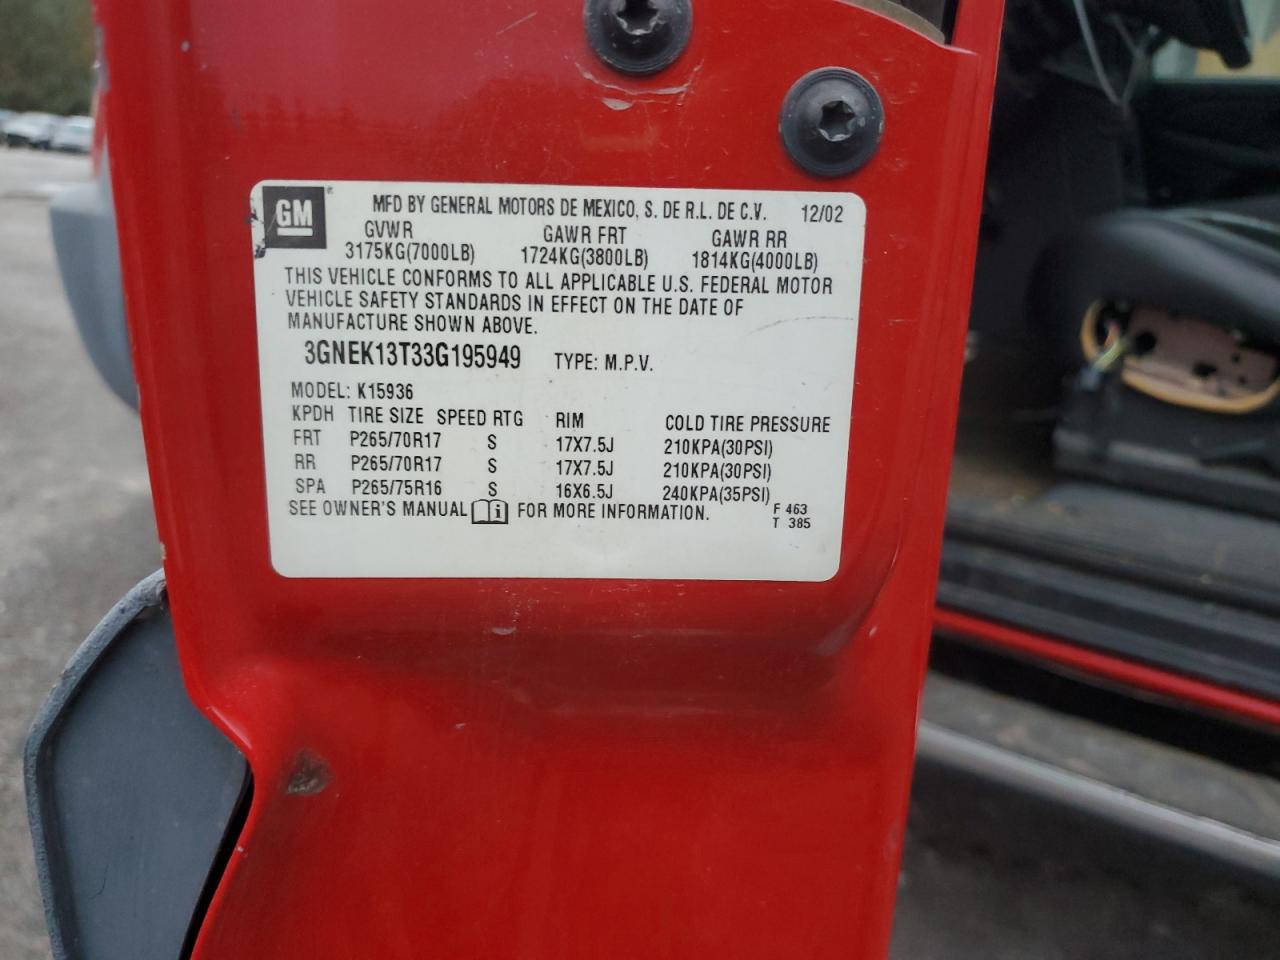 GM ® MFD BY GENERAL MOTORS DE MEXICO, S. DE R.L. DE C.V. 12/02
GVWR GAWR FRT GAWR RR
3175KG(7000LB) 1724KG(3800LB) 1814KG(4000LB)
THIS VEHICLE CONFORMS TO ALL APPLICABLE U.S. FEDERAL MOTOR
VEHICLE SAFETY STANDARDS IN EFFECT ON THE DATE OF
MANUFACTURE SHOWN ABOVE.
3GNEK13T33G195949 TYPE: M.P.V.
MODEL: K15936
KPDH TIRE SIZE SPEED RTG RIM COLD TIRE PRESSURE
FRT P265/70R17 S 17X7.5J 210KPA(30PSI)
RR P265/70R17 S 17X7.5J 210KPA(30PSI)
SPA P265/75R16 S 16X6.5J 240KPA(35PSI)
SEE OWNER'S MANUAL i FOR MORE INFORMATION. F 463
T 385